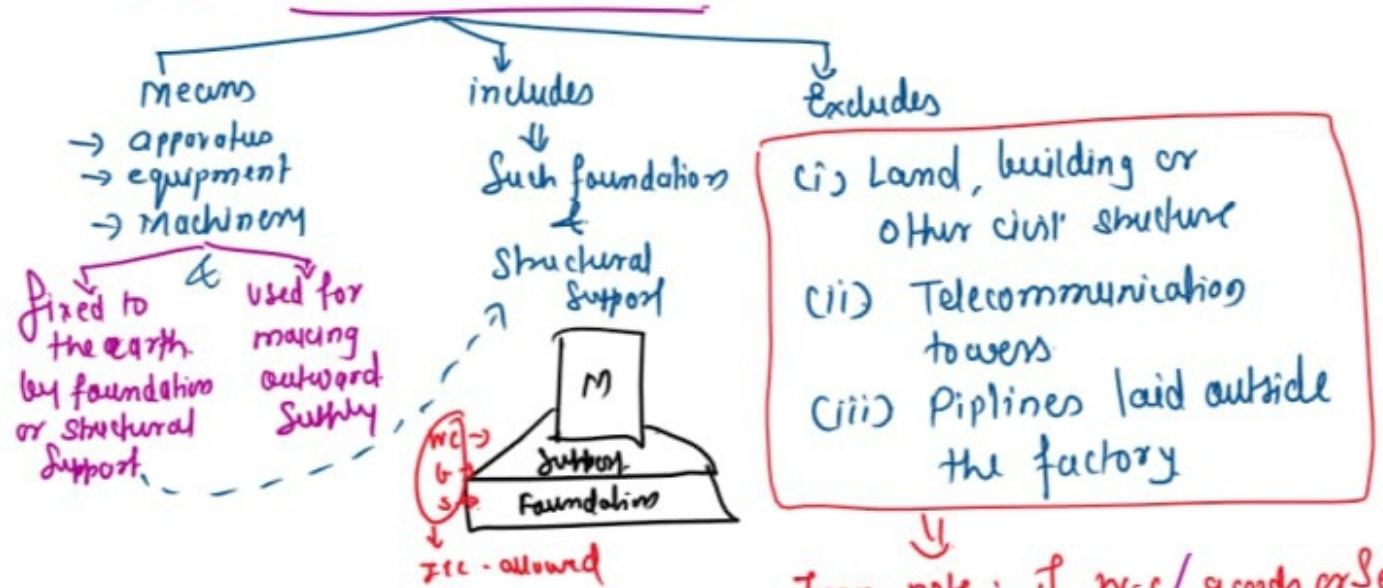 Means
→ apparatus
→ equipment
→ Machinery
&
fixed to
the earth
by foundation
or structural
Support
used for
making
outward
Supply
includes
Such foundation
&
Structural
Support
M
Support
Foundation
WC →
G →
S →
ITC - allowed
Excludes
(i) Land, building or
other civil structure
(ii) Telecommunication
towers
(iii) Piplines laid outside
the factory